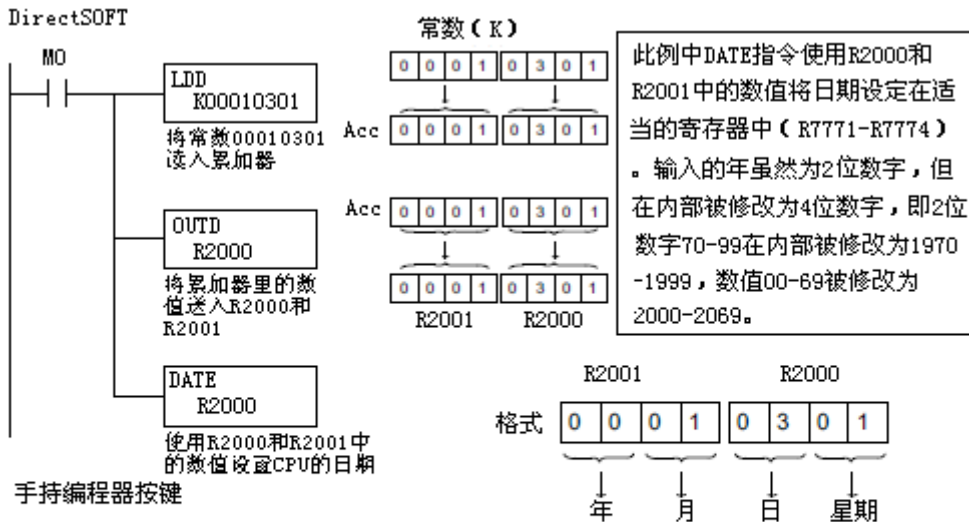 DirectSOFT
M0
LDD
K00010301
将常数00010301
读入累加器
OUTD
R2000
将累加器里的数
值送入R2000和
R2001
DATE
R2000
使用R2000和R2001中
的数值设置CPU的日期
手持编程器按键
常数(K)
0 0 0 1 0 3 0 1
Acc 0 0 0 1 0 3 0 1
Acc 0 0 0 1 0 3 0 1
0 0 0 1 0 3 0 1
R2001 R2000
此例中DATE指令使用R2000和
R2001中的数值将日期设定在适
当的寄存器中(R7771-R7774)
。输入的年虽然为2位数字,但
在内部被修改为4位数字,即2位
数字70-99在内部被修改为1970
-1999,数值00-69被修改为
2000-2069。
R2001 R2000
格式 0 0 0 1 0 3 0 1
年 月 日 星期